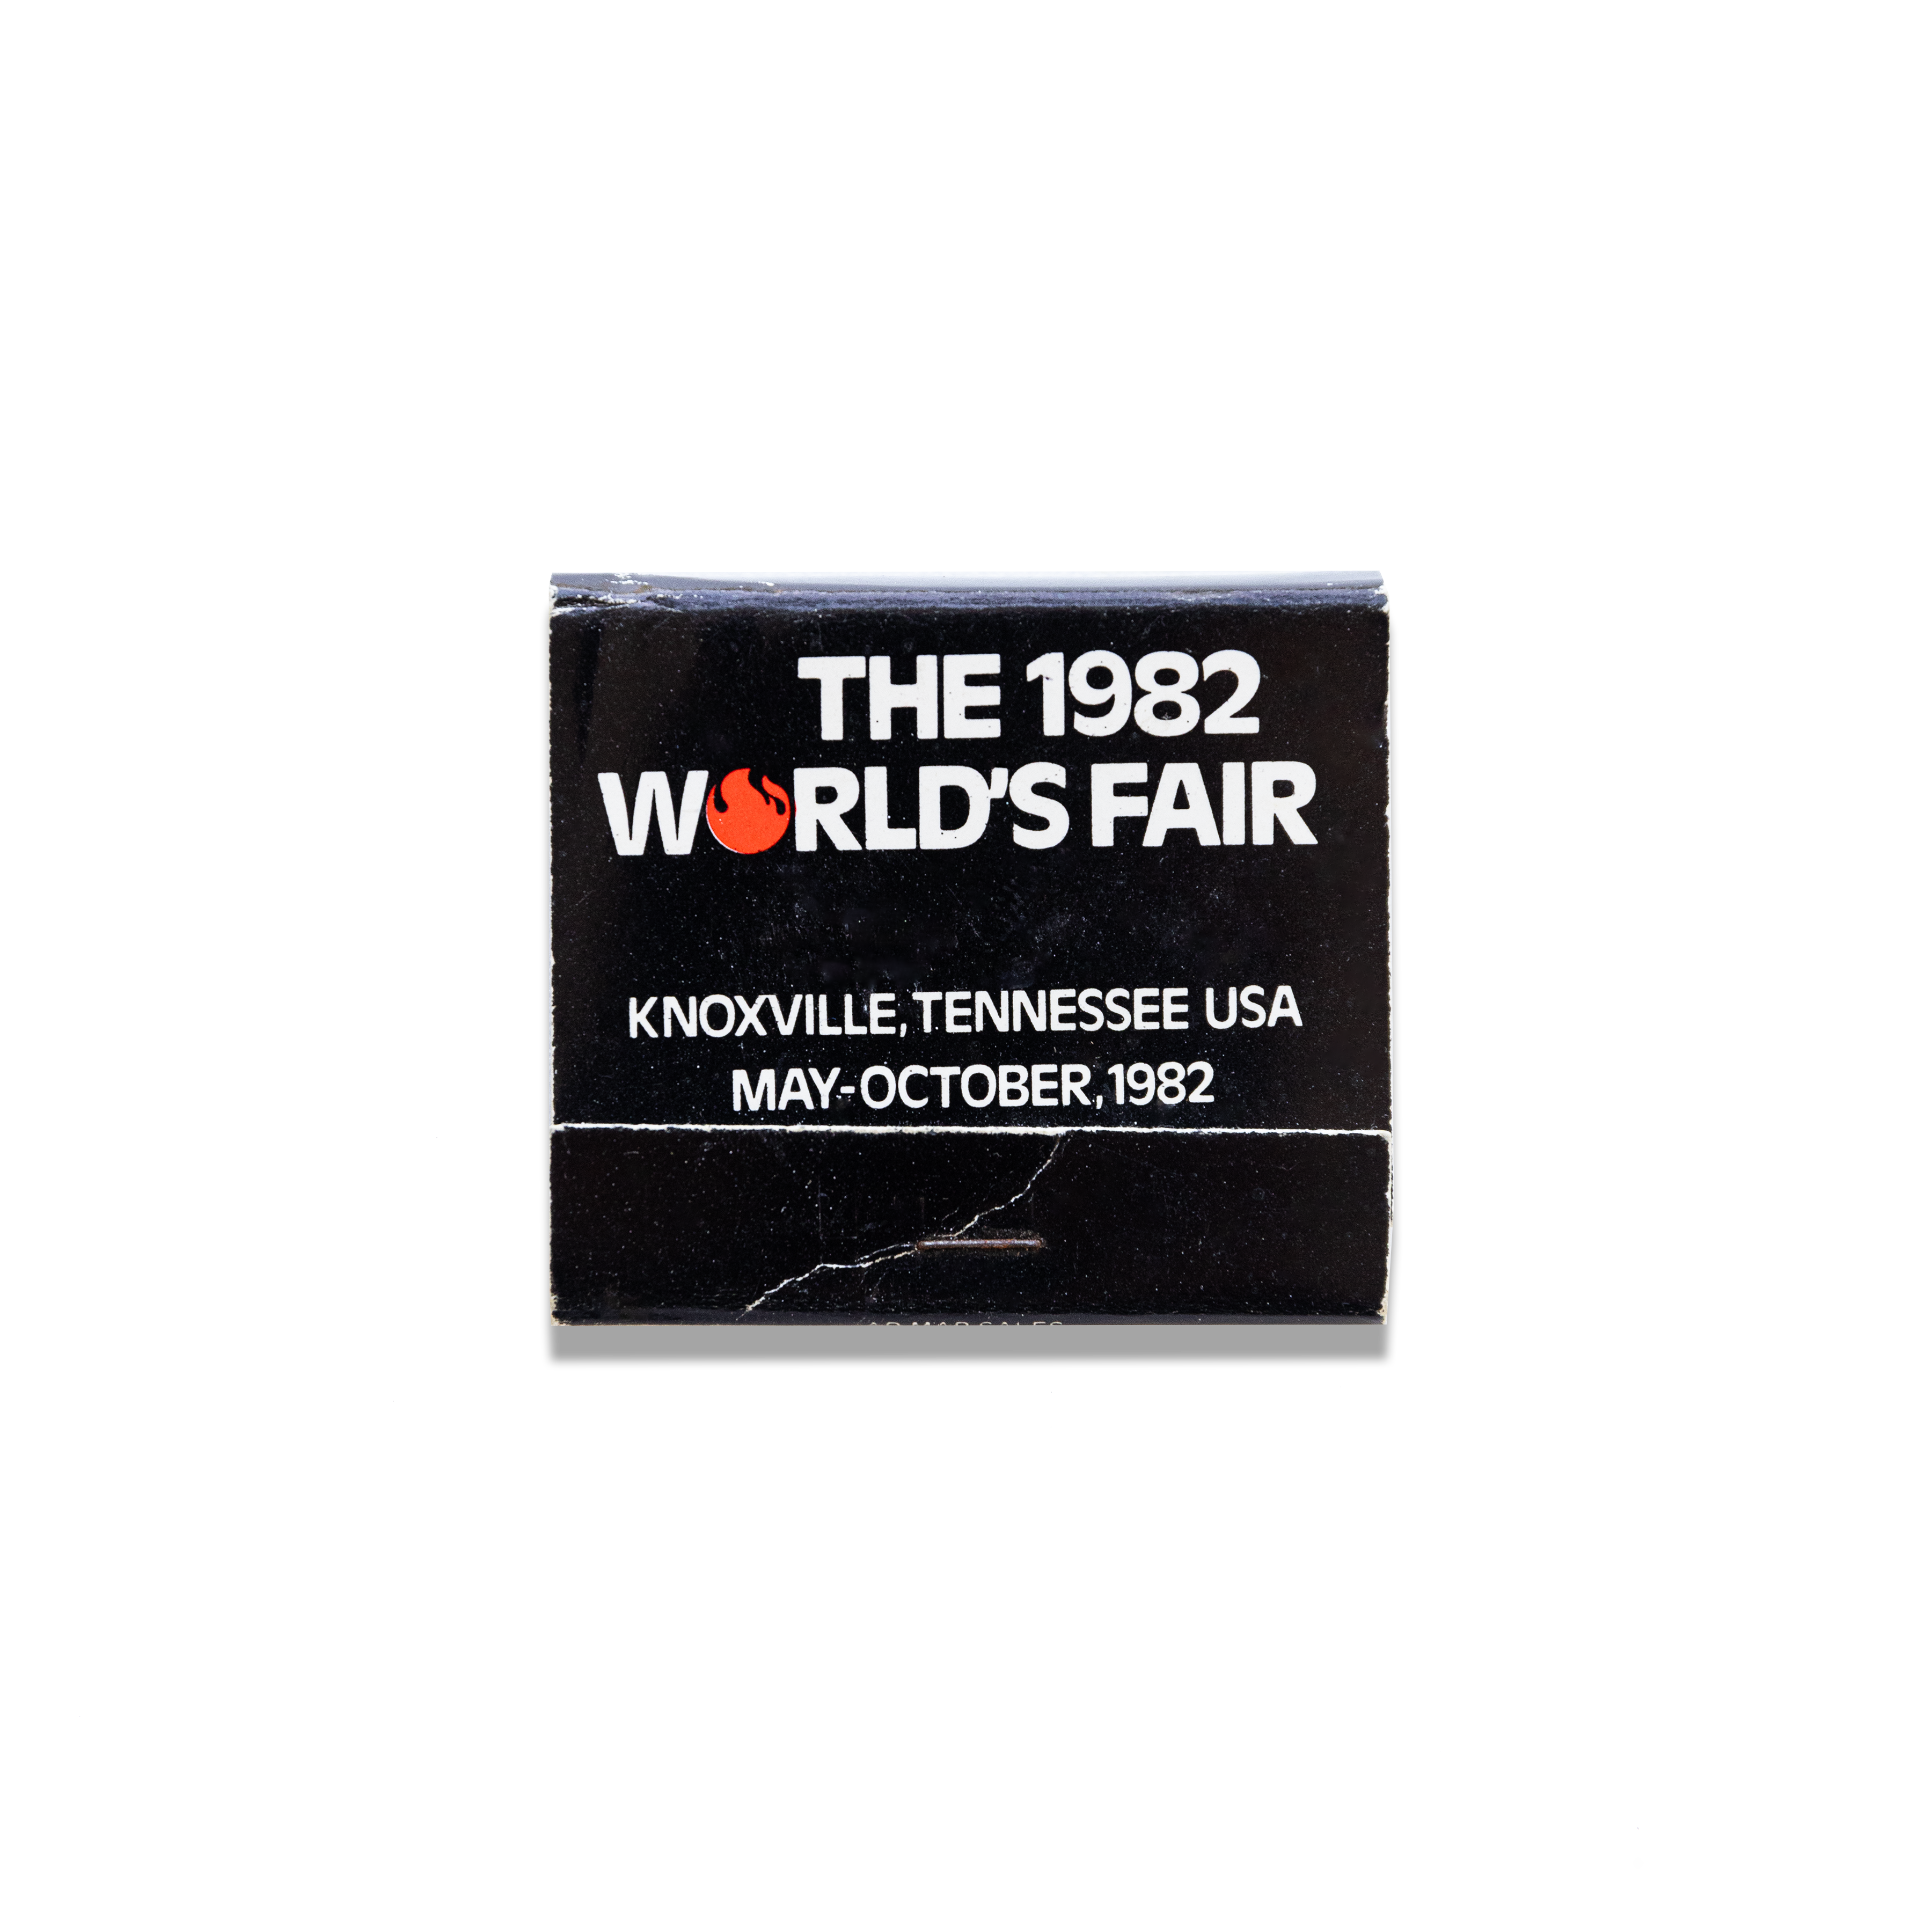 THE 1982
WORLD'S FAIR
KNOXVILLE, TENNESSEE USA
MAY-OCTOBER, 1982